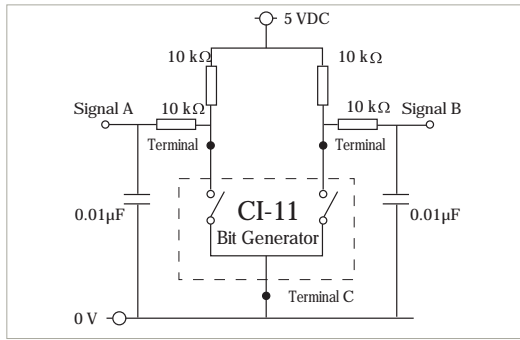 5 VDC
10 kΩ 10 kΩ
Signal A 10 kΩ 10 kΩ Signal B
Terminal Terminal
0.01µF CI-11 0.01µF
Bit Generator
Terminal C
0 V